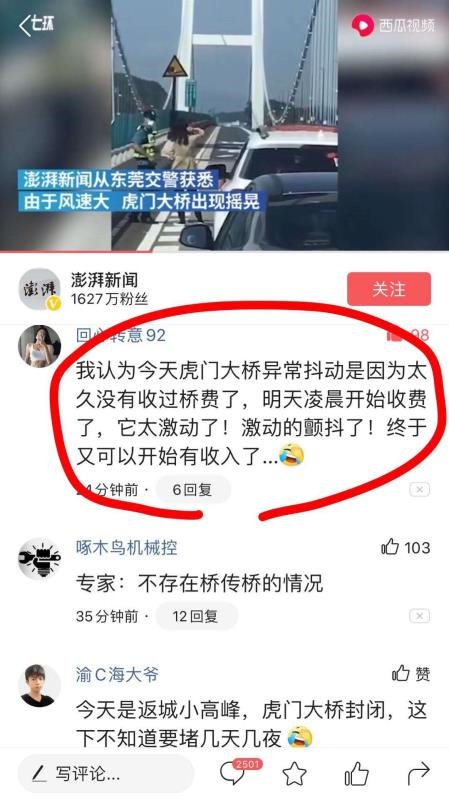 七环
西瓜视频
澎湃新闻从东莞交警获悉
由于风速大 虎门大桥出现摇晃
澎湃
澎湃新闻
1627万粉丝
关注
回心转意92
98
我认为今天虎门大桥异常抖动是因为太
久没有收过桥费了，明天凌晨开始收费
了，它太激动了！激动的颤抖了！终于
又可以开始有收入了...🤣
24分钟前 · 6回复
啄木鸟机械控
103
专家：不存在桥传桥的情况
35分钟前 · 12回复
渝C海大爷
赞
今天是返城小高峰，虎门大桥封闭，这
下不知道要堵几天几夜🤣
写评论...
2501